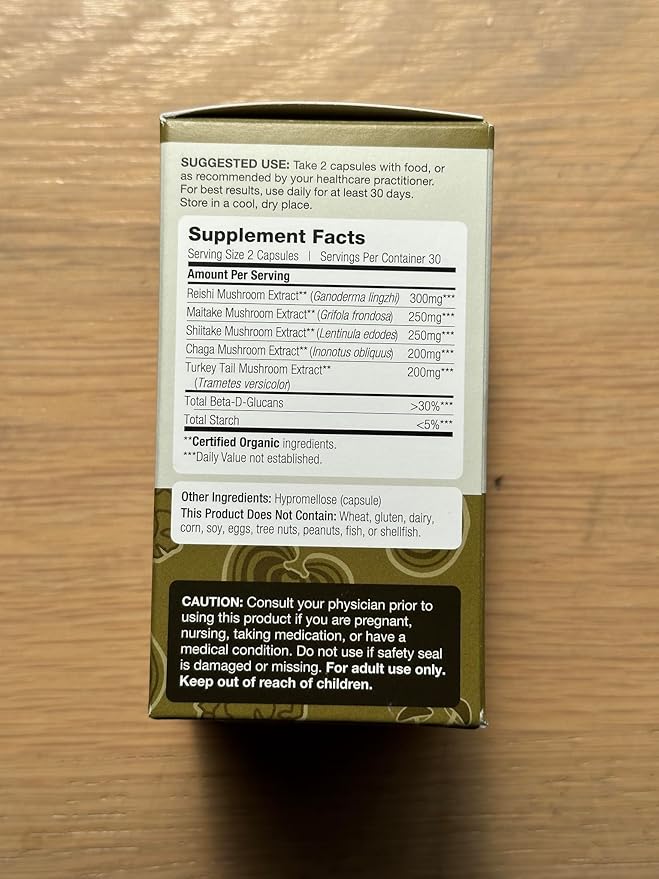 SUGGESTED USE: Take 2 capsules with food, or
as recommended by your healthcare practitioner.
For best results, use daily for at least 30 days.
Store in a cool, dry place.
Supplement Facts
Serving Size 2 Capsules | Servings Per Container 30
Amount Per Serving
Reishi Mushroom Extract** (Ganoderma lingzhi) 300mg***
Maitake Mushroom Extract** (Grifola frondosa) 250mg***
Shiitake Mushroom Extract** (Lentinula edodes) 250mg***
Chaga Mushroom Extract** (Inonotus obliquus) 200mg***
Turkey Tail Mushroom Extract** 200mg***
(Trametes versicolor)
Total Beta-D-Glucans >30%***
Total Starch <5%***
**Certified Organic ingredients.
***Daily Value not established.
Other Ingredients: Hypromellose (capsule)
This Product Does Not Contain: Wheat, gluten, dairy,
corn, soy, eggs, tree nuts, peanuts, fish, or shellfish.
CAUTION: Consult your physician prior to
using this product if you are pregnant,
nursing, taking medication, or have a
medical condition. Do not use if safety seal
is damaged or missing. For adult use only.
Keep out of reach of children.